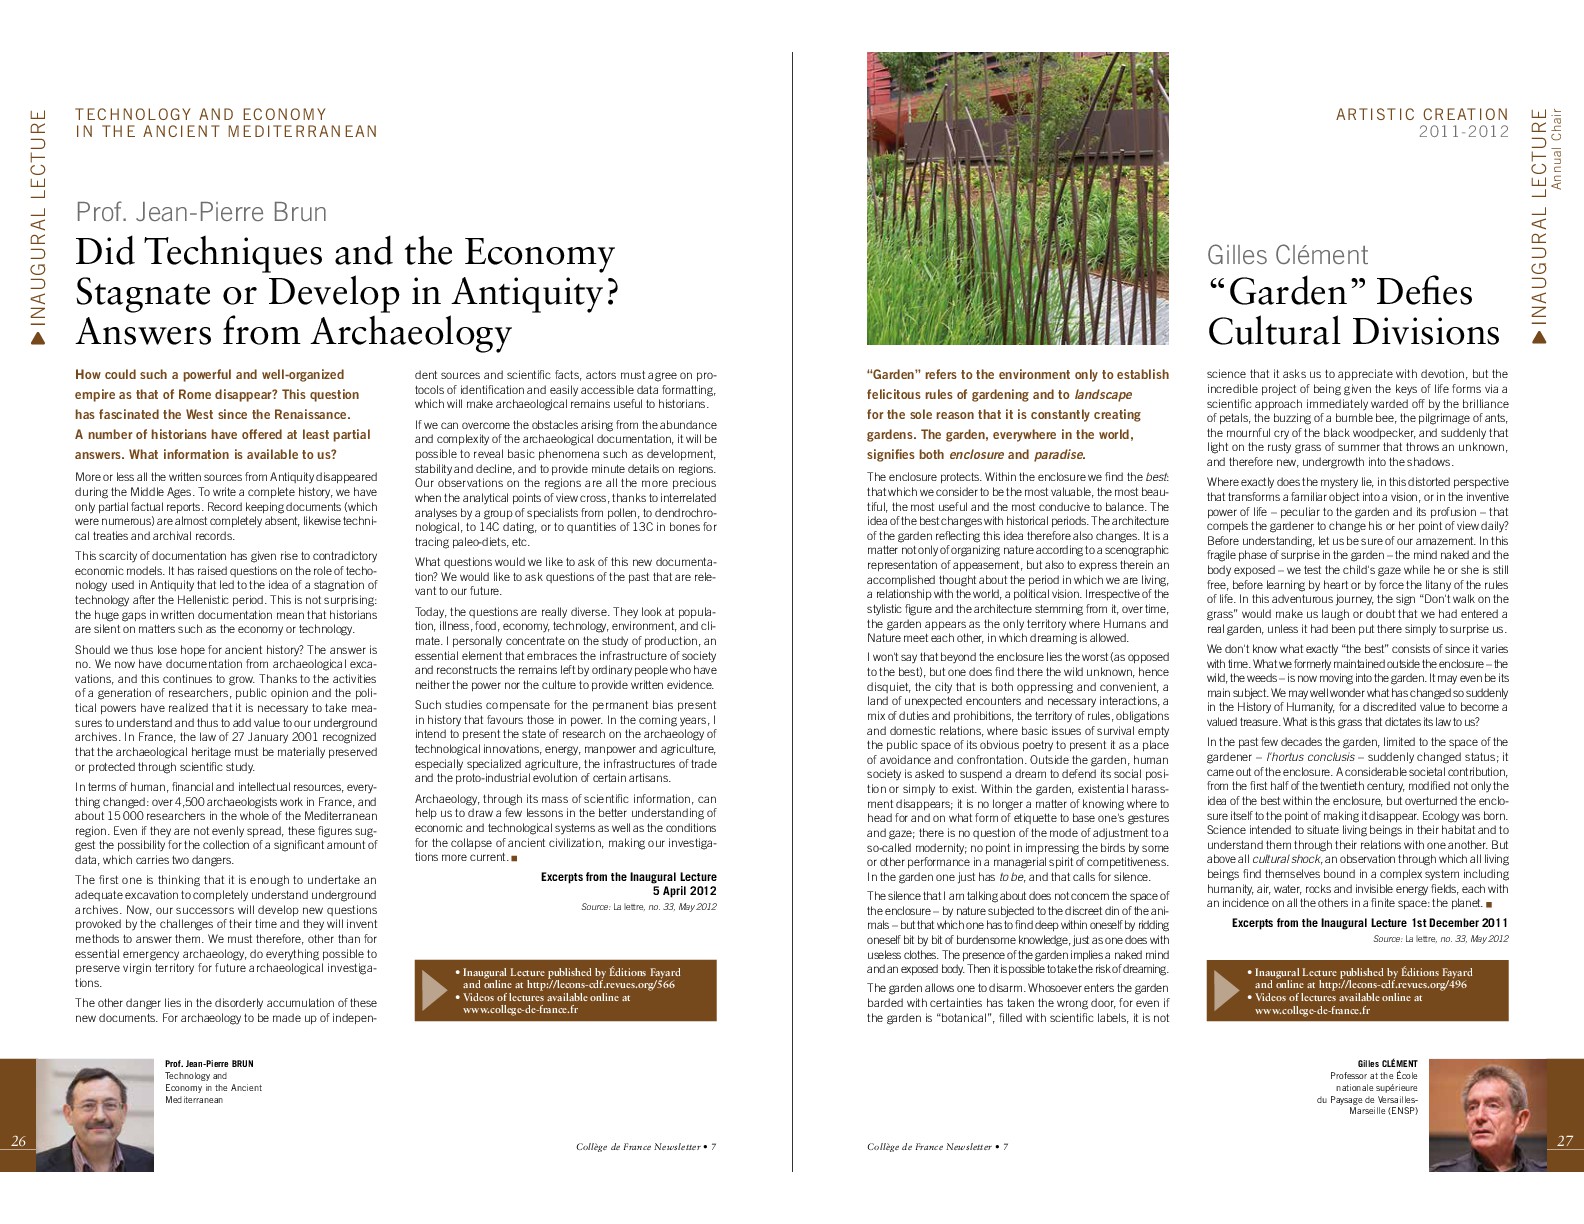 INAUGURAL LECTURE
TECHNOLOGY AND ECONOMY
IN THE ANCIENT MEDITERRANEAN
Prof. Jean-Pierre Brun
Did Techniques and the Economy
Stagnate or Develop in Antiquity?
Answers from Archaeology
How could such a powerful and well-organized
empire as that of Rome disappear? This question
has fascinated the West since the Renaissance.
A number of historians have offered at least partial
answers. What information is available to us?
More or less all the written sources from Antiquity disappeared
during the Middle Ages. To write a complete history, we have
only partial factual reports. Record keeping documents (which
were numerous) are almost completely absent, likewise techni-
cal treaties and archival records.
This scarcity of documentation has given rise to contradictory
economic models. It has raised questions on the role of techo-
nology used in Antiquity that led to the idea of a stagnation of
technology after the Hellenistic period. This is not surprising:
the huge gaps in written documentation mean that historians
are silent on matters such as the economy or technology.
Should we thus lose hope for ancient history? The answer is
no. We now have documentation from archaeological exca-
vations, and this continues to grow. Thanks to the activities
of a generation of researchers, public opinion and the poli-
tical powers have realized that it is necessary to take mea-
sures to understand and thus to add value to our underground
archives. In France, the law of 27 January 2001 recognized
that the archaeological heritage must be materially preserved
or protected through scientific study.
In terms of human, financial and intellectual resources, every-
thing changed: over 4,500 archaeologists work in France, and
about 15 000 researchers in the whole of the Mediterranean
region. Even if they are not evenly spread, these figures sug-
gest the possibility for the collection of a significant amount of
data, which carries two dangers.
The first one is thinking that it is enough to undertake an
adequate excavation to completely understand underground
archives. Now, our successors will develop new questions
provoked by the challenges of their time and they will invent
methods to answer them. We must therefore, other than for
essential emergency archaeology, do everything possible to
preserve virgin territory for future archaeological investiga-
tions.
The other danger lies in the disorderly accumulation of these
new documents. For archaeology to be made up of indepen-
dent sources and scientific facts, actors must agree on pro-
tocols of identification and easily accessible data formatting,
which will make archaeological remains useful to historians.
If we can overcome the obstacles arising from the abundance
and complexity of the archaeological documentation, it will be
possible to reveal basic phenomena such as development,
stability and decline, and to provide minute details on regions.
Our observations on the regions are all the more precious
when the analytical points of view cross, thanks to interrelated
analyses by a group of specialists from pollen, to dendrochro-
nological, to 14C dating, or to quantities of 13C in bones for
tracing paleo-diets, etc.
What questions would we like to ask of this new documenta-
tion? We would like to ask questions of the past that are rele-
vant to our future.
Today, the questions are really diverse. They look at popula-
tion, illness, food, economy, technology, environment, and cli-
mate. I personally concentrate on the study of production, an
essential element that embraces the infrastructure of society
and reconstructs the remains left by ordinary people who have
neither the power nor the culture to provide written evidence.
Such studies compensate for the permanent bias present
in history that favours those in power. In the coming years, I
intend to present the state of research on the archaeology of
technological innovations, energy, manpower and agriculture,
especially specialized agriculture, the infrastructures of trade
and the proto-industrial evolution of certain artisans.
Archaeology, through its mass of scientific information, can
help us to draw a few lessons in the better understanding of
economic and technological systems as well as the conditions
for the collapse of ancient civilization, making our investiga-
tions more current.
Excerpts from the Inaugural Lecture
5 April 2012
Source: La lettre, no. 33, May 2012
• Inaugural Lecture published by Éditions Fayard
and online at http://lecons-cdf.revues.org/566
• Videos of lectures available online at
www.college-de-france.fr
Prof. Jean-Pierre BRUN
Technology and
Economy in the Ancient
Mediterranean
26
Collège de France Newsletter • 7
ARTISTIC CREATION
2011-2012
INAUGURAL LECTURE
Annual Chair
Gilles Clément
“Garden” Defies
Cultural Divisions
“Garden” refers to the environment only to establish
felicitous rules of gardening and to landscape
for the sole reason that it is constantly creating
gardens. The garden, everywhere in the world,
signifies both enclosure and paradise.
The enclosure protects. Within the enclosure we find the best:
that which we consider to be the most valuable, the most beau-
tiful, the most useful and the most conducive to balance. The
idea of the best changes with historical periods. The architecture
of the garden reflecting this idea therefore also changes. It is a
matter not only of organizing nature according to a scenographic
representation of appeasement, but also to express therein an
accomplished thought about the period in which we are living,
a relationship with the world, a political vision. Irrespective of the
stylistic figure and the architecture stemming from it, over time,
the garden appears as the only territory where Humans and
Nature meet each other, in which dreaming is allowed.
I won't say that beyond the enclosure lies the worst (as opposed
to the best), but one does find there the wild unknown, hence
disquiet, the city that is both oppressing and convenient, a
land of unexpected encounters and necessary interactions, a
mix of duties and prohibitions, the territory of rules, obligations
and domestic relations, where basic issues of survival empty
the public space of its obvious poetry to present it as a place
of avoidance and confrontation. Outside the garden, human
society is asked to suspend a dream to defend its social posi-
tion or simply to exist. Within the garden, existential harass-
ment disappears; it is no longer a matter of knowing where to
head for and on what form of etiquette to base one's gestures
and gaze; there is no question of the mode of adjustment to a
so-called modernity; no point in impressing the birds by some
or other performance in a managerial spirit of competitiveness.
In the garden one just has to be, and that calls for silence.
The silence that I am talking about does not concern the space of
the enclosure – by nature subjected to the discreet din of the ani-
mals – but that which one has to find deep within oneself by ridding
oneself bit by bit of burdensome knowledge, just as one does with
useless clothes. The presence of the garden implies a naked mind
and an exposed body. Then it is possible to take the risk of dreaming.
The garden allows one to disarm. Whosoever enters the garden
barded with certainties has taken the wrong door, for even if
the garden is “botanical”, filled with scientific labels, it is not
science that it asks us to appreciate with devotion, but the
incredible project of being given the keys of life forms via a
scientific approach immediately warded off by the brilliance
of petals, the buzzing of a bumble bee, the pilgrimage of ants,
the mournful cry of the black woodpecker, and suddenly that
light on the rusty grass of summer that throws an unknown,
and therefore new, undergrowth into the shadows.
Where exactly does the mystery lie, in this distorted perspective
that transforms a familiar object into a vision, or in the inventive
power of life – peculiar to the garden and its profusion – that
compels the gardener to change his or her point of view daily?
Before understanding, let us be sure of our amazement. In this
fragile phase of surprise in the garden – the mind naked and the
body exposed – we test the child's gaze while he or she is still
free, before learning by heart or by force the litany of the rules
of life. In this adventurous journey, the sign “Don't walk on the
grass” would make us laugh or doubt that we had entered a
real garden, unless it had been put there simply to surprise us.
We don't know what exactly “the best” consists of since it varies
with time. What we formerly maintained outside the enclosure – the
wild, the weeds – is now moving into the garden. It may even be its
main subject. We may well wonder what has changed so suddenly
in the History of Humanity, for a discredited value to become a
valued treasure. What is this grass that dictates its law to us?
In the past few decades the garden, limited to the space of the
gardener – l'hortus conclusis – suddenly changed status; it
came out of the enclosure. A considerable societal contribution,
from the first half of the twentieth century, modified not only the
idea of the best within the enclosure, but overturned the enclo-
sure itself to the point of making it disappear. Ecology was born.
Science intended to situate living beings in their habitat and to
understand them through their relations with one another. But
above all cultural shock, an observation through which all living
beings find themselves bound in a complex system including
humanity, air, water, rocks and invisible energy fields, each with
an incidence on all the others in a finite space: the planet.
Excerpts from the Inaugural Lecture 1st December 2011
Source: La lettre, no. 33, May 2012
• Inaugural Lecture published by Éditions Fayard
and online at http://lecons-cdf.revues.org/496
• Videos of lectures available online at
www.college-de-france.fr
Gilles CLÉMENT
Professor at the École
nationale supérieure
du Paysage de Versailles-
Marseille (ENSP)
Collège de France Newsletter • 7
27